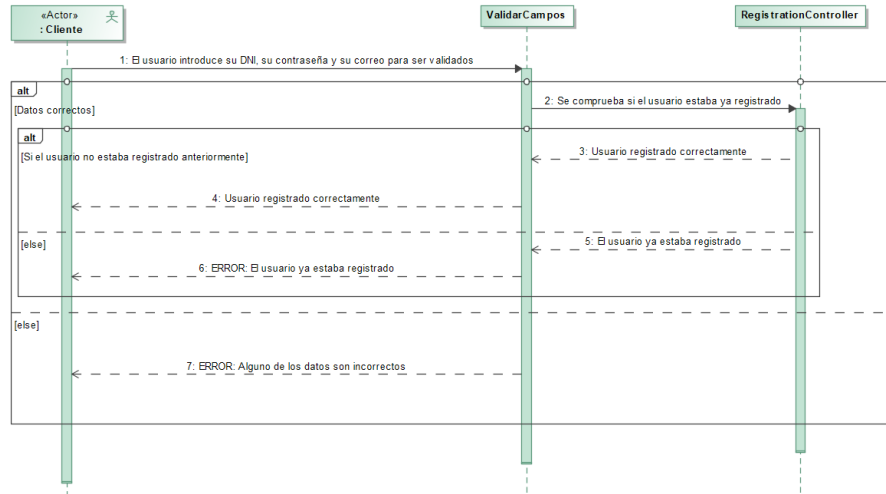 «Actor»
: Cliente
ValidarCampos
RegistrationController
1: El usuario introduce su DNI, su contraseña y su correo para ser validados
alt
[Datos correctos]
2: Se comprueba si el usuario estaba ya registrado
alt
[Si el usuario no estaba registrado anteriormente]
3: Usuario registrado correctamente
4: Usuario registrado correctamente
[else]
5: El usuario ya estaba registrado
6: ERROR: El usuario ya estaba registrado
[else]
7: ERROR: Alguno de los datos son incorrectos